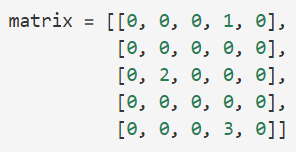 matrix = [[0, 0, 0, 1, 0],
[0, 0, 0, 0, 0],
[0, 2, 0, 0, 0],
[0, 0, 0, 0, 0],
[0, 0, 0, 3, 0]]